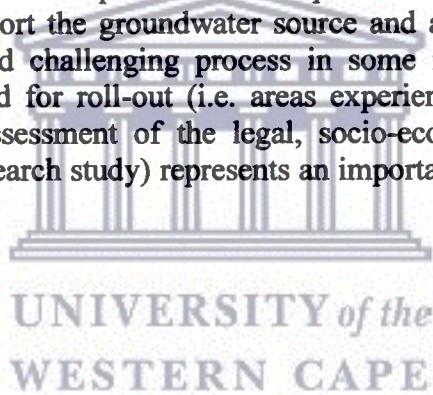 ort the groundwater source and a
d challenging process in some
d for roll-out (i.e. areas experier
ssessment of the legal, socio-eco
earch study) represents an importa
UNIVERSITY of the
WESTERN CAPE